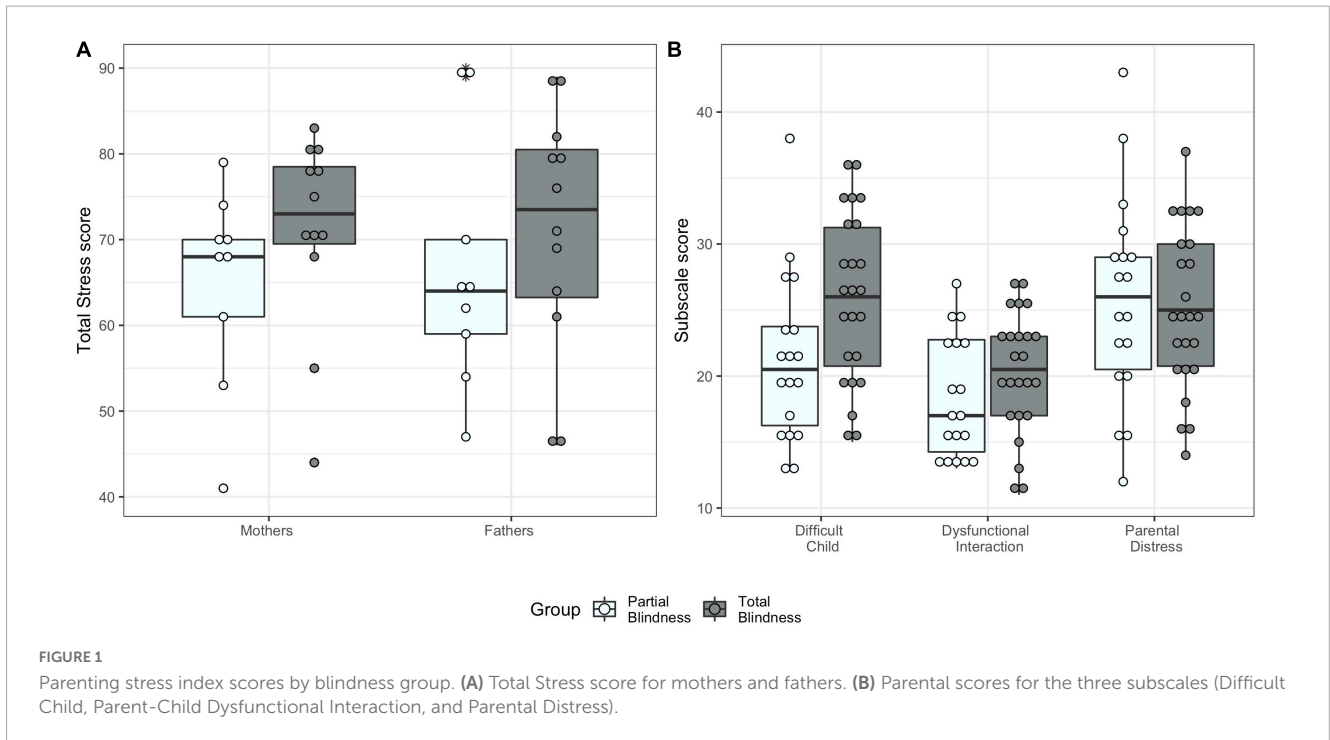 A
B
Total Stress score
90
80
70
60
50
40
Mothers
Fathers
Subscale score
40
30
20
10
Difficult
Child
Dysfunctional
Interaction
Parental
Distress
Group
Partial
Blindness
Total
Blindness
FIGURE 1
Parenting stress index scores by blindness group. (A) Total Stress score for mothers and fathers. (B) Parental scores for the three subscales (Difficult
Child, Parent-Child Dysfunctional Interaction, and Parental Distress).